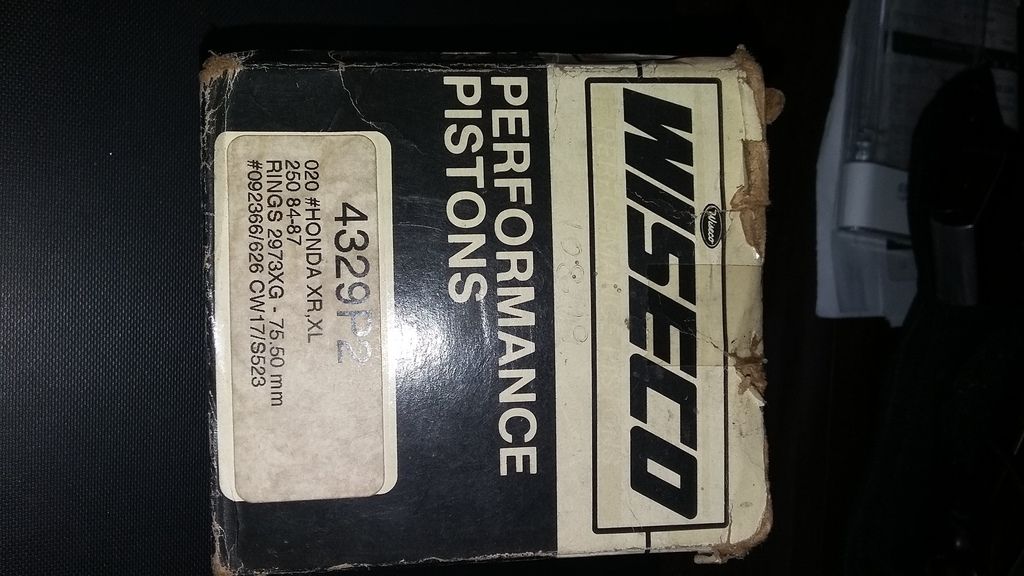 WISECO
Wiseco
PERFORMANCE
PISTONS
4329P2
020 #HONDA XR,XL
250 84-87
RINGS 2973XG - 75.50 mm
#092366/626 CW17/S523